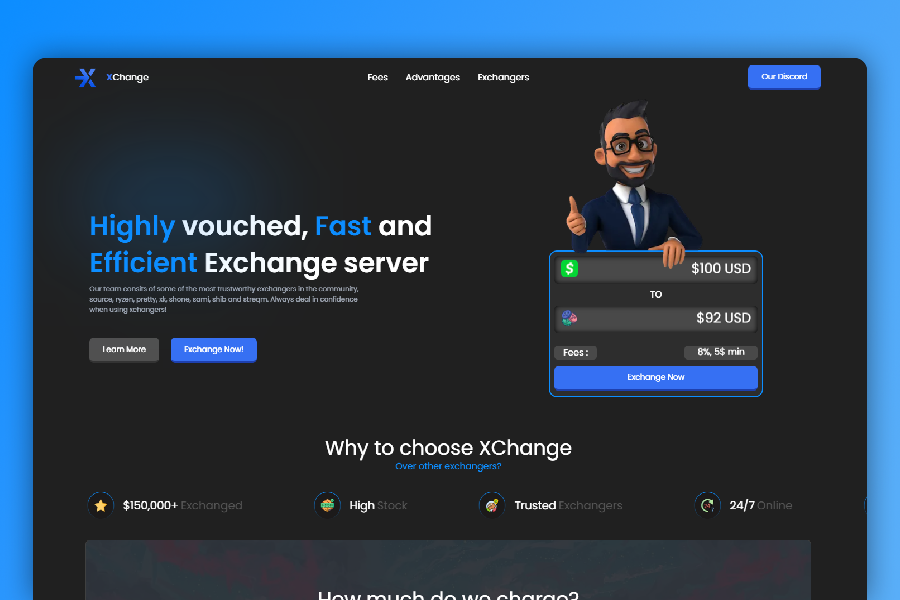 XChange
Fees Advantages Exchangers
Our Discord
Highly vouched, Fast and
Efficient Exchange server
Our team consits of some of the most trustworthy exchangers in the community,
source, ryzen, pretty, xk, shone, sami, shib and streqm. Always deal in confidence
when using xchangers!
Learn More
Exchange Now!
$
$100 USD
TO
$92 USD
Fees :
8%, 5$ min
Exchange Now
Why to choose XChange
Over other exchangers?
$150,000+ Exchanged
High Stock
Trusted Exchangers
24/7 Online
How much do we charge?